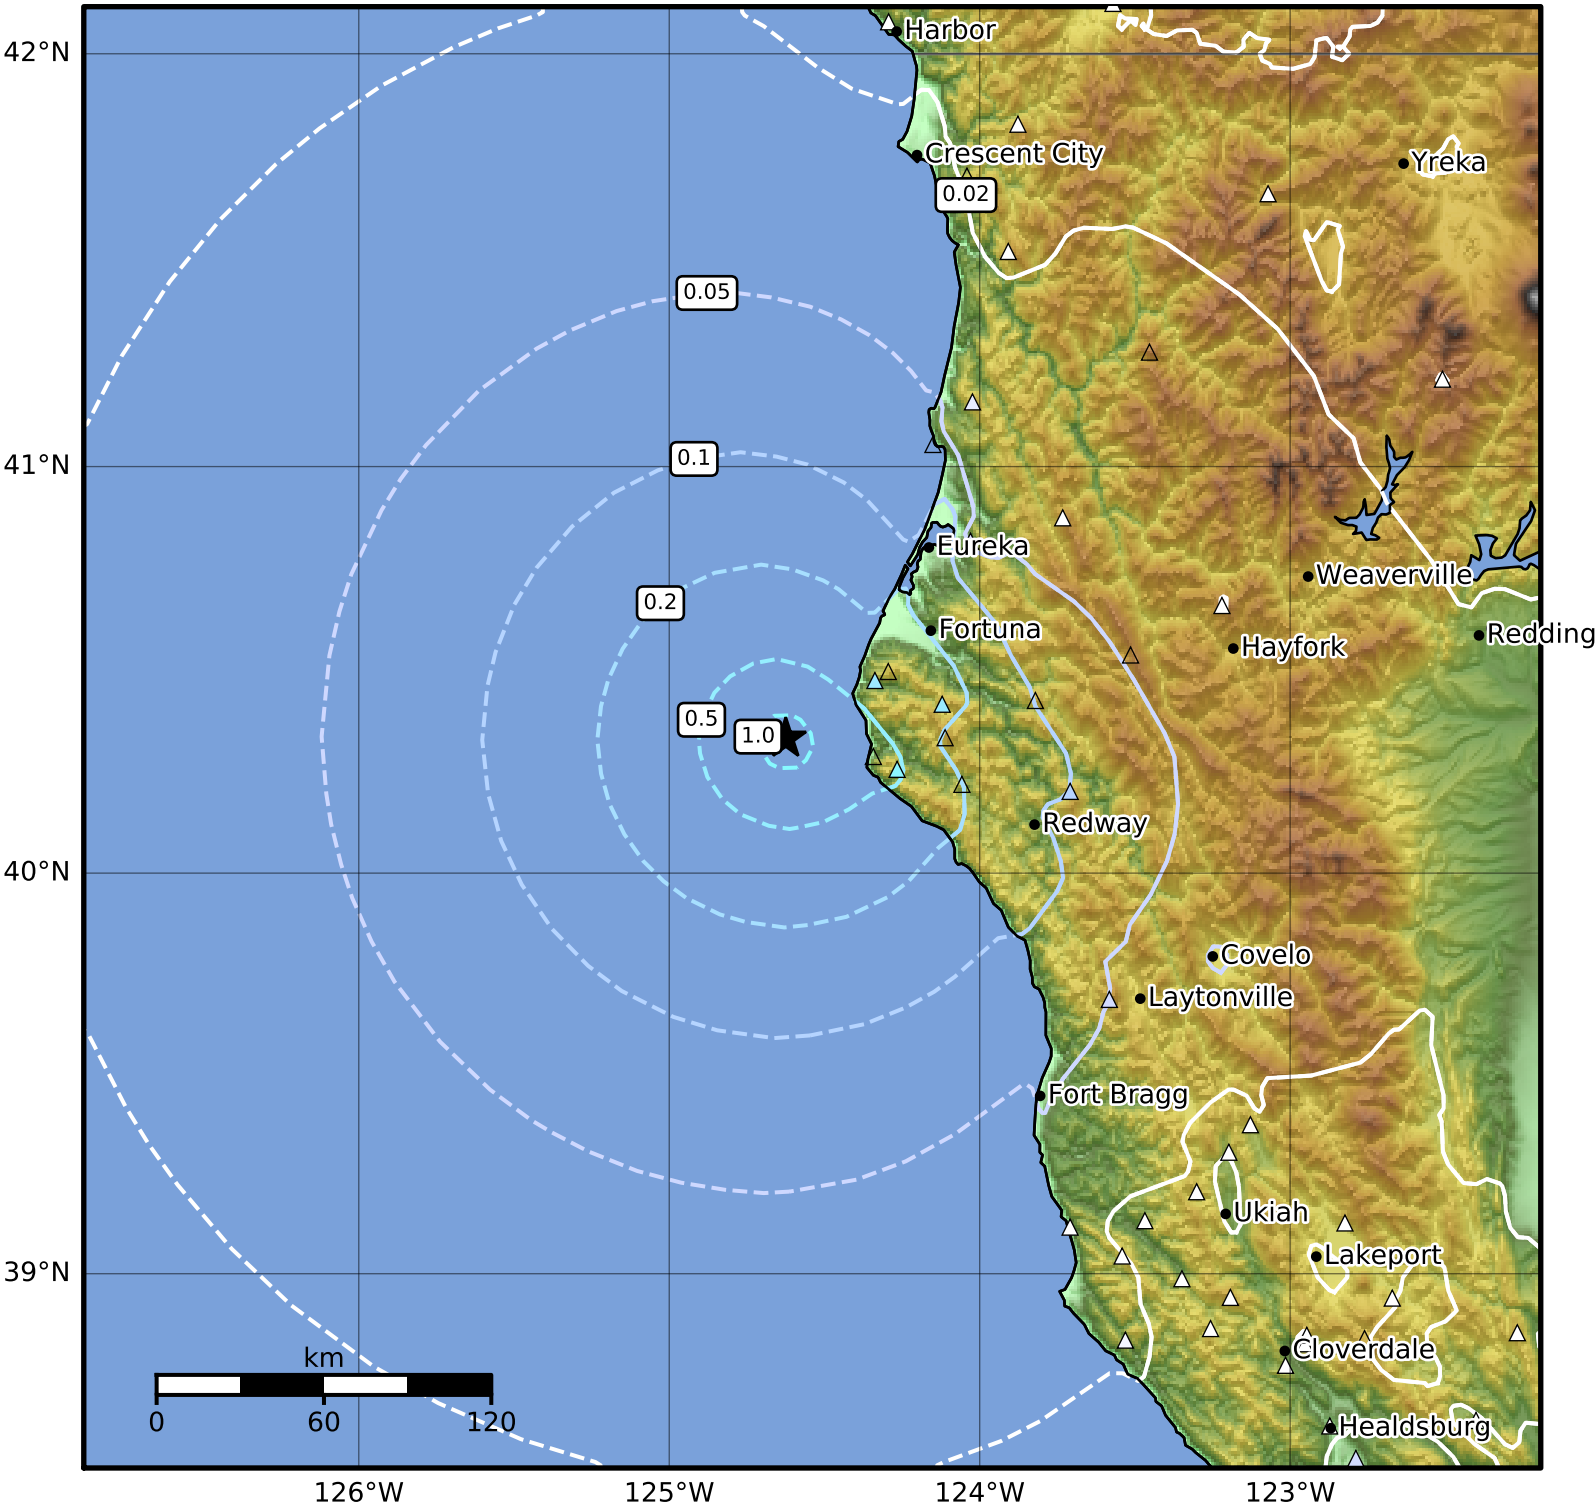 Harbor
42°N
Crescent City
Yreka
0.02
0.05
0.1
41°N
Eureka
Weaverville
0.2
Fortuna
Redding
Hayfork
0.5
1.0
Redway
40°N
Covelo
Laytonville
Fort Bragg
Ukiah
Lakeport
39°N
Cloverdale
km
0 60 120
Healdsburg
126°W 125°W 124°W 123°W